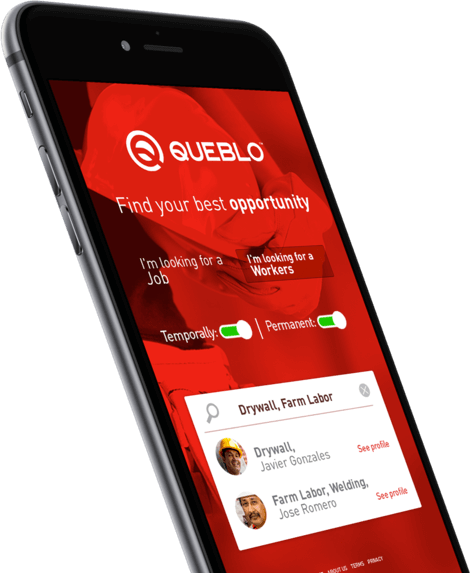 QUEBLO
Find your best opportunity
I'm looking for a
Job
I'm looking for a
Workers
Temporally:
Permanent:
Drywall, Farm Labor
Drywall,
Javier Gonzales
See profile
Farm Labor, Welding,
Jose Romero
See profile
ABOUT US TERMS PRIVACY